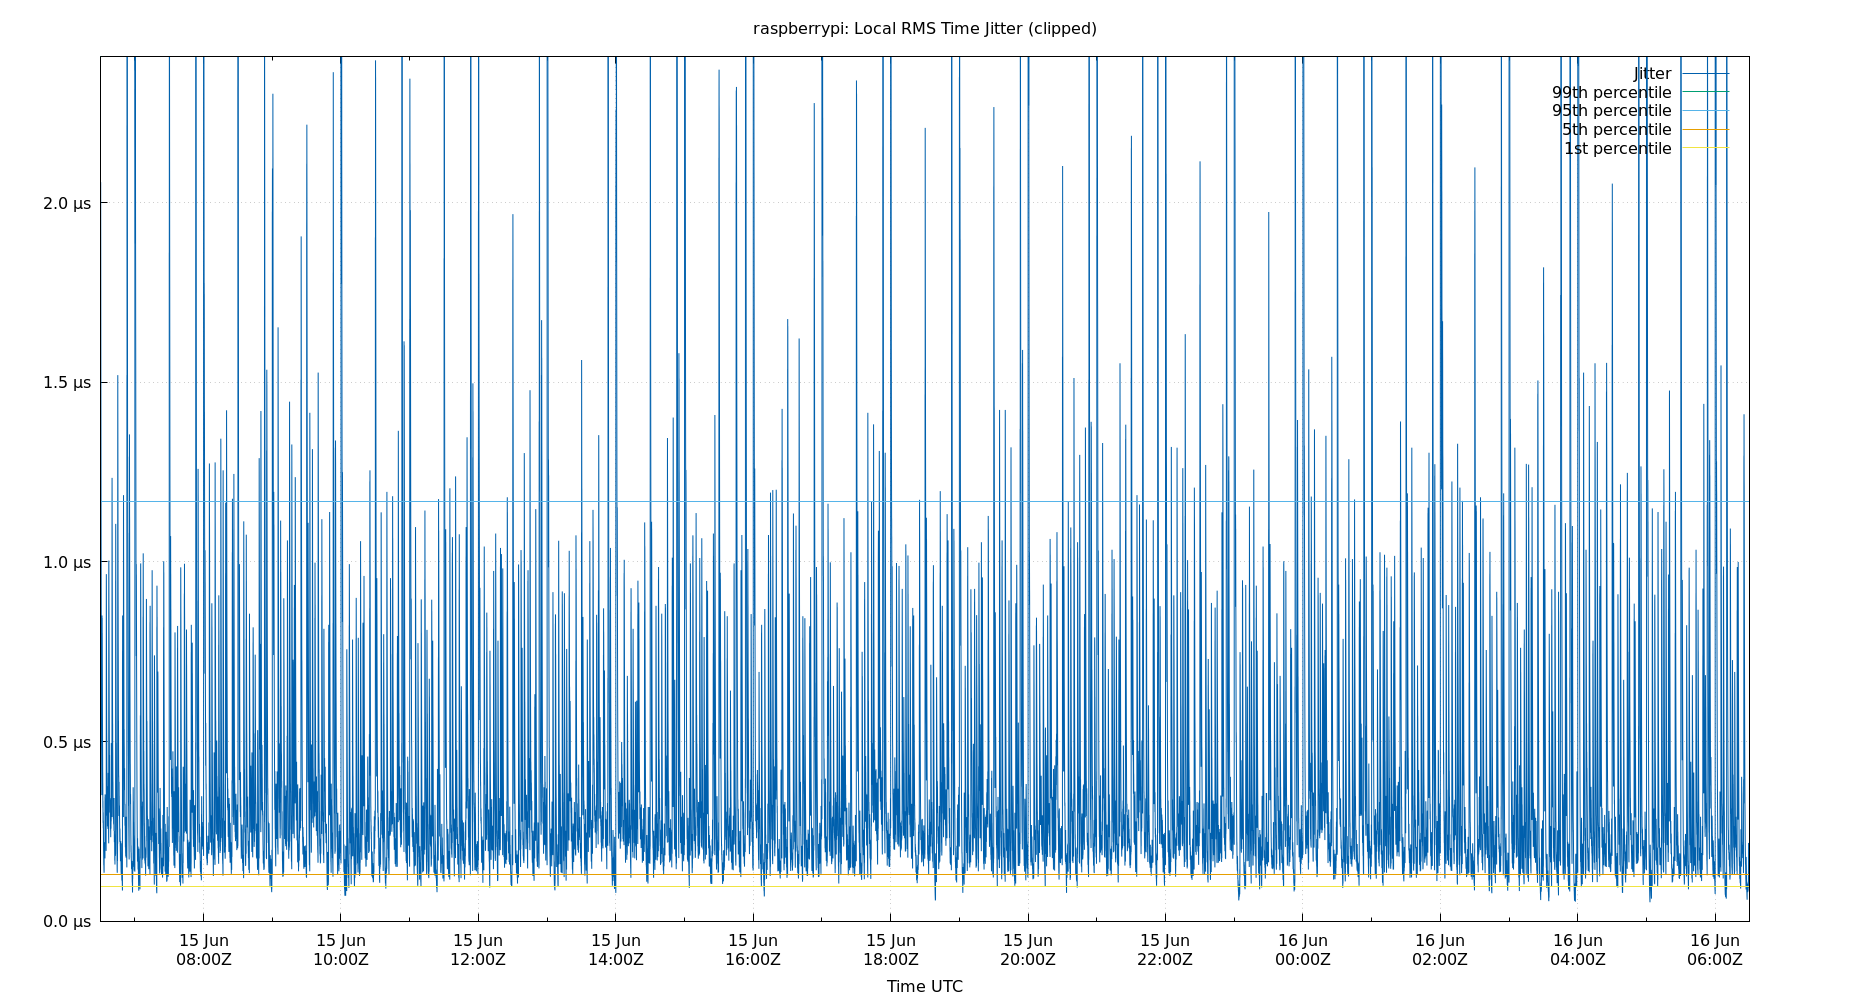 raspberrypi: Local RMS Time Jitter (clipped)
Jitter
99th percentile
95th percentile
5th percentile
1st percentile
2.0 µs
1.5 µs
1.0 µs
0.5 µs
0.0 µs
15 Jun 15 Jun 15 Jun 15 Jun 15 Jun 15 Jun 15 Jun 15 Jun 16 Jun 16 Jun 16 Jun 16 Jun
08:00Z 10:00Z 12:00Z 14:00Z 16:00Z 18:00Z 20:00Z 22:00Z 00:00Z 02:00Z 04:00Z 06:00Z
Time UTC